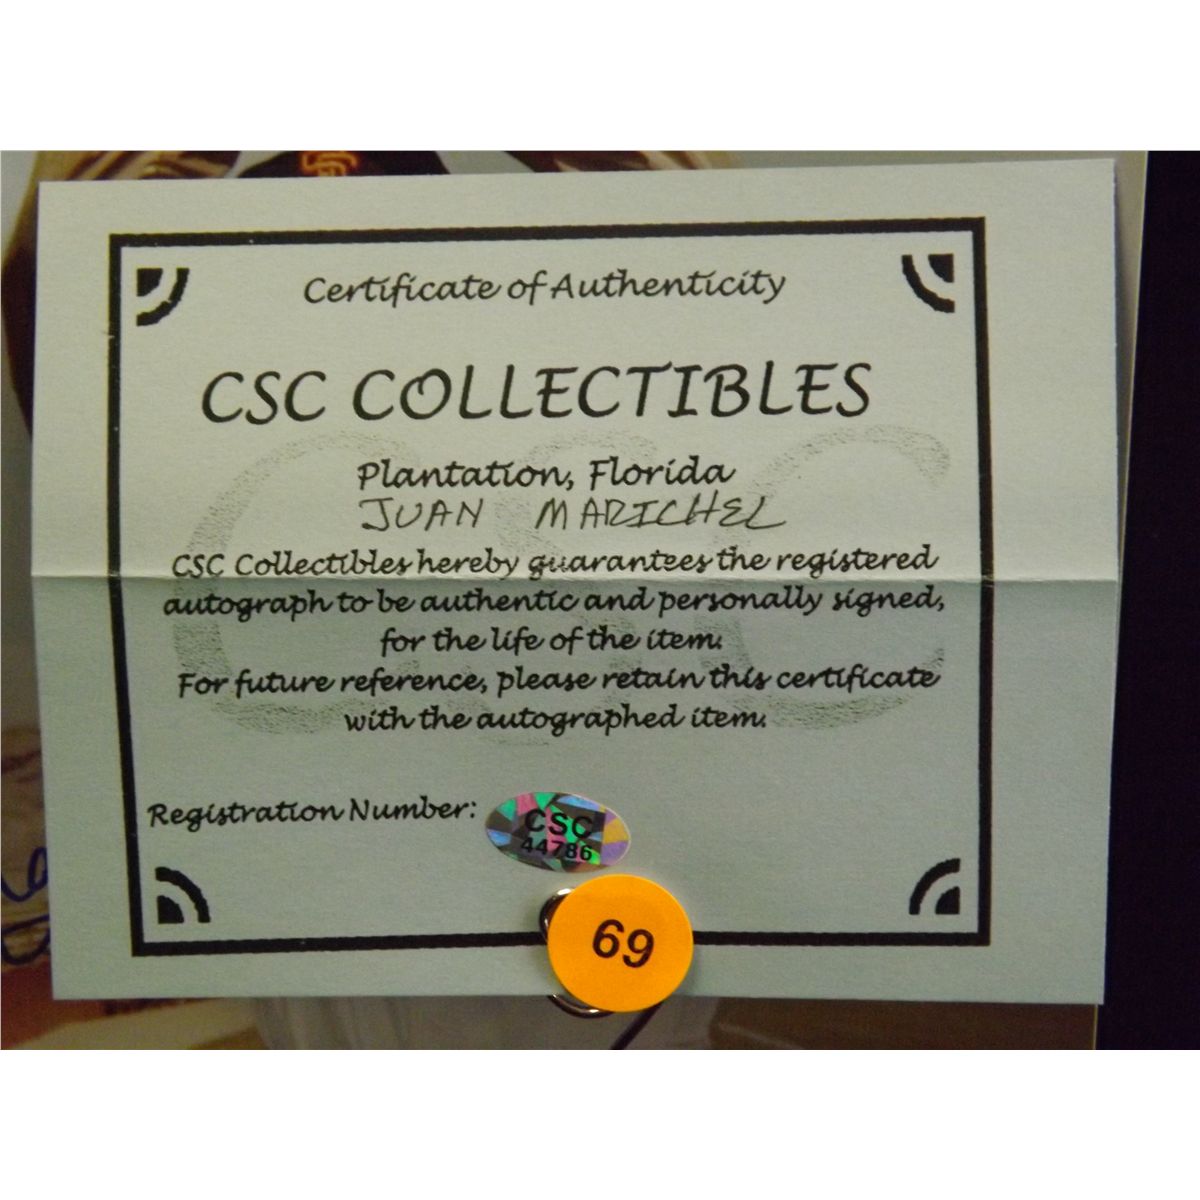 SF
Certificate of Authenticity
CSC COLLECTIBLES
Plantation, Florida
JUAN MARICHEL
CSC Collectibles hereby guarantees the registered
autograph to be authentic and personally signed,
for the life of the item.
For future reference, please retain this certificate
with the autographed item.
Registration Number:
CSC
44786
69